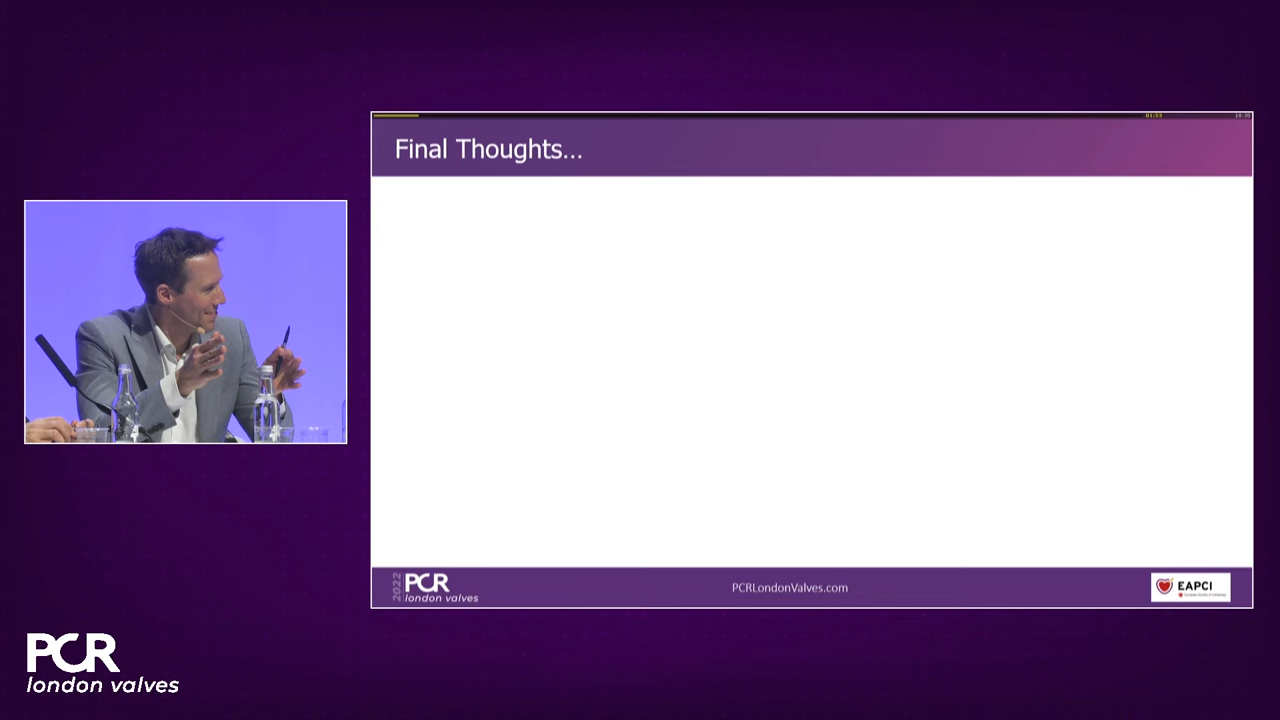 Final Thoughts...
2022
PCR
london valves
PCRLondonValves.com
EAPCI
PCR
london valves